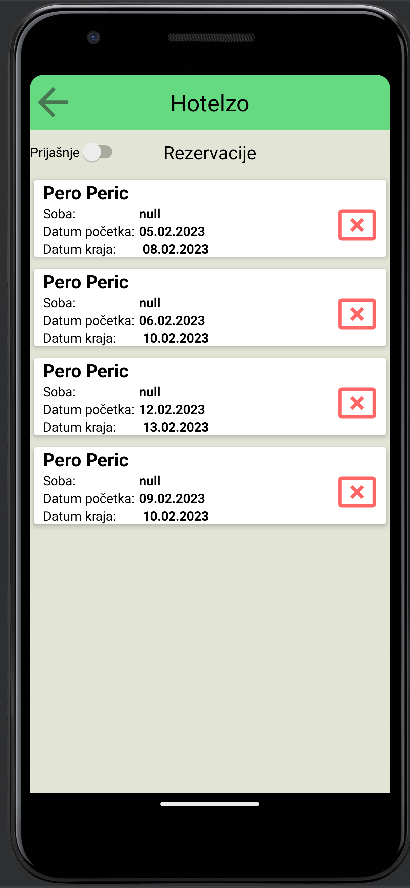 Hotelzo
Prijašnje Rezervacije
Pero Peric
Soba: null
Datum početka: 05.02.2023
Datum kraja: 08.02.2023
Pero Peric
Soba: null
Datum početka: 06.02.2023
Datum kraja: 10.02.2023
Pero Peric
Soba: null
Datum početka: 12.02.2023
Datum kraja: 13.02.2023
Pero Peric
Soba: null
Datum početka: 09.02.2023
Datum kraja: 10.02.2023